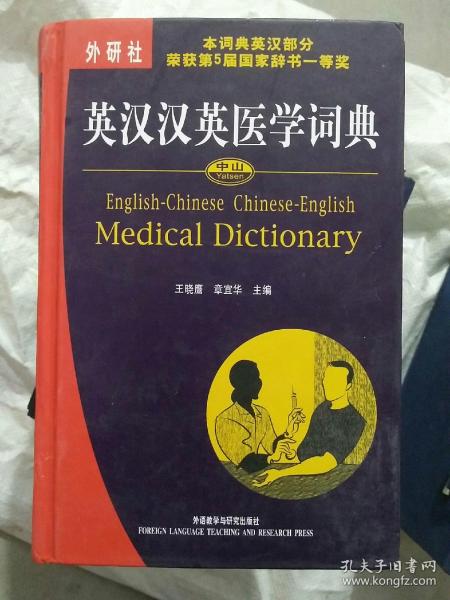 外研社
本词典英汉部分
荣获第5届国家辞书一等奖
英汉汉英医学词典
中山
Yatsen
English-Chinese Chinese-English
Medical Dictionary
王晓鹰 章宜华 主编
外语教学与研究出版社
FOREIGN LANGUAGE TEACHING AND RESEARCH PRESS
孔夫子旧书网
www.kongfz.com